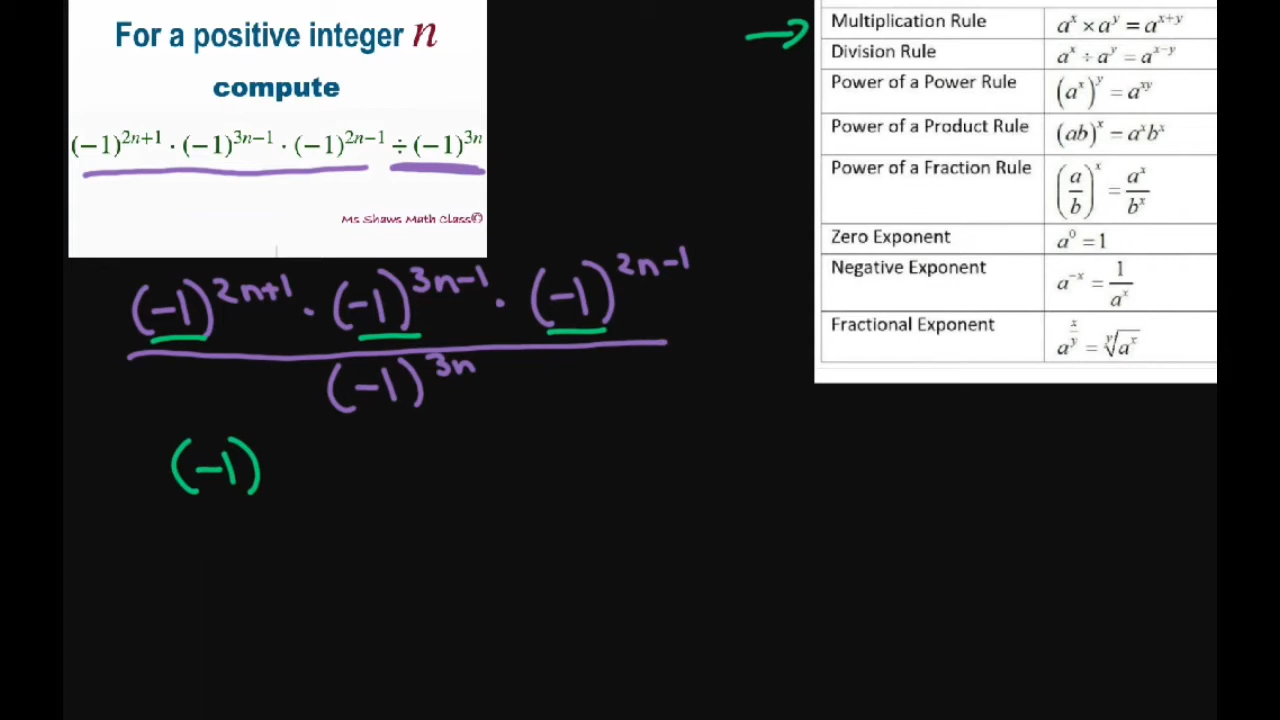 For a positive integer n
compute
(−1)^{2n+1} · (−1)^{3n−1} · (−1)^{2n−1} ÷ (−1)^{3n}
Ms Shaws Math Class©
(−1)^{2n+1} · (−1)^{3n−1} · (−1)^{2n−1}
(−1)^{3n}
(−1)
→
Multiplication Rule a^x × a^y = a^{x+y}
Division Rule a^x ÷ a^y = a^{x−y}
Power of a Power Rule (a^x)^y = a^{xy}
Power of a Product Rule (ab)^x = a^x b^x
Power of a Fraction Rule (a/b)^x = a^x/b^x
Zero Exponent a^0 = 1
Negative Exponent a^{−x} = 1/a^x
Fractional Exponent a^{x/y} = \sqrt[y]{a^x}